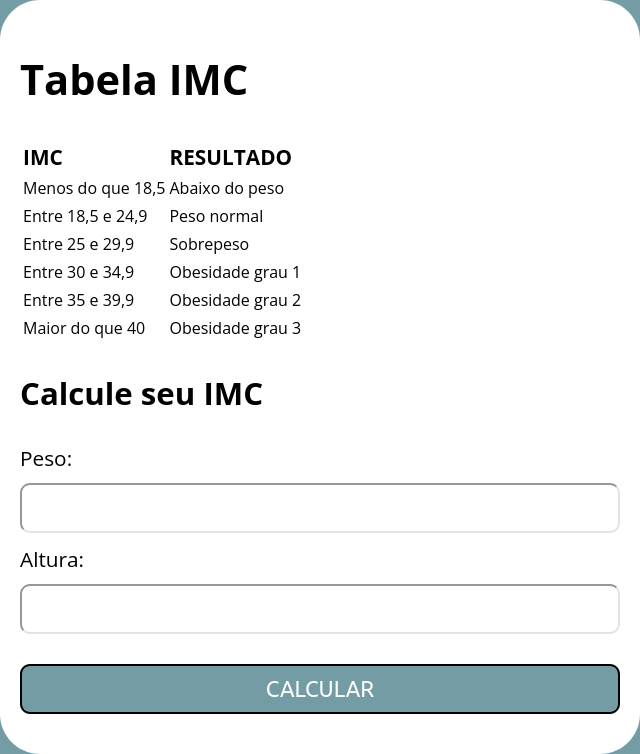 Tabela IMC
IMC RESULTADO
Menos do que 18,5 Abaixo do peso
Entre 18,5 e 24,9 Peso normal
Entre 25 e 29,9 Sobrepeso
Entre 30 e 34,9 Obesidade grau 1
Entre 35 e 39,9 Obesidade grau 2
Maior do que 40 Obesidade grau 3
Calcule seu IMC
Peso:
Altura:
CALCULAR